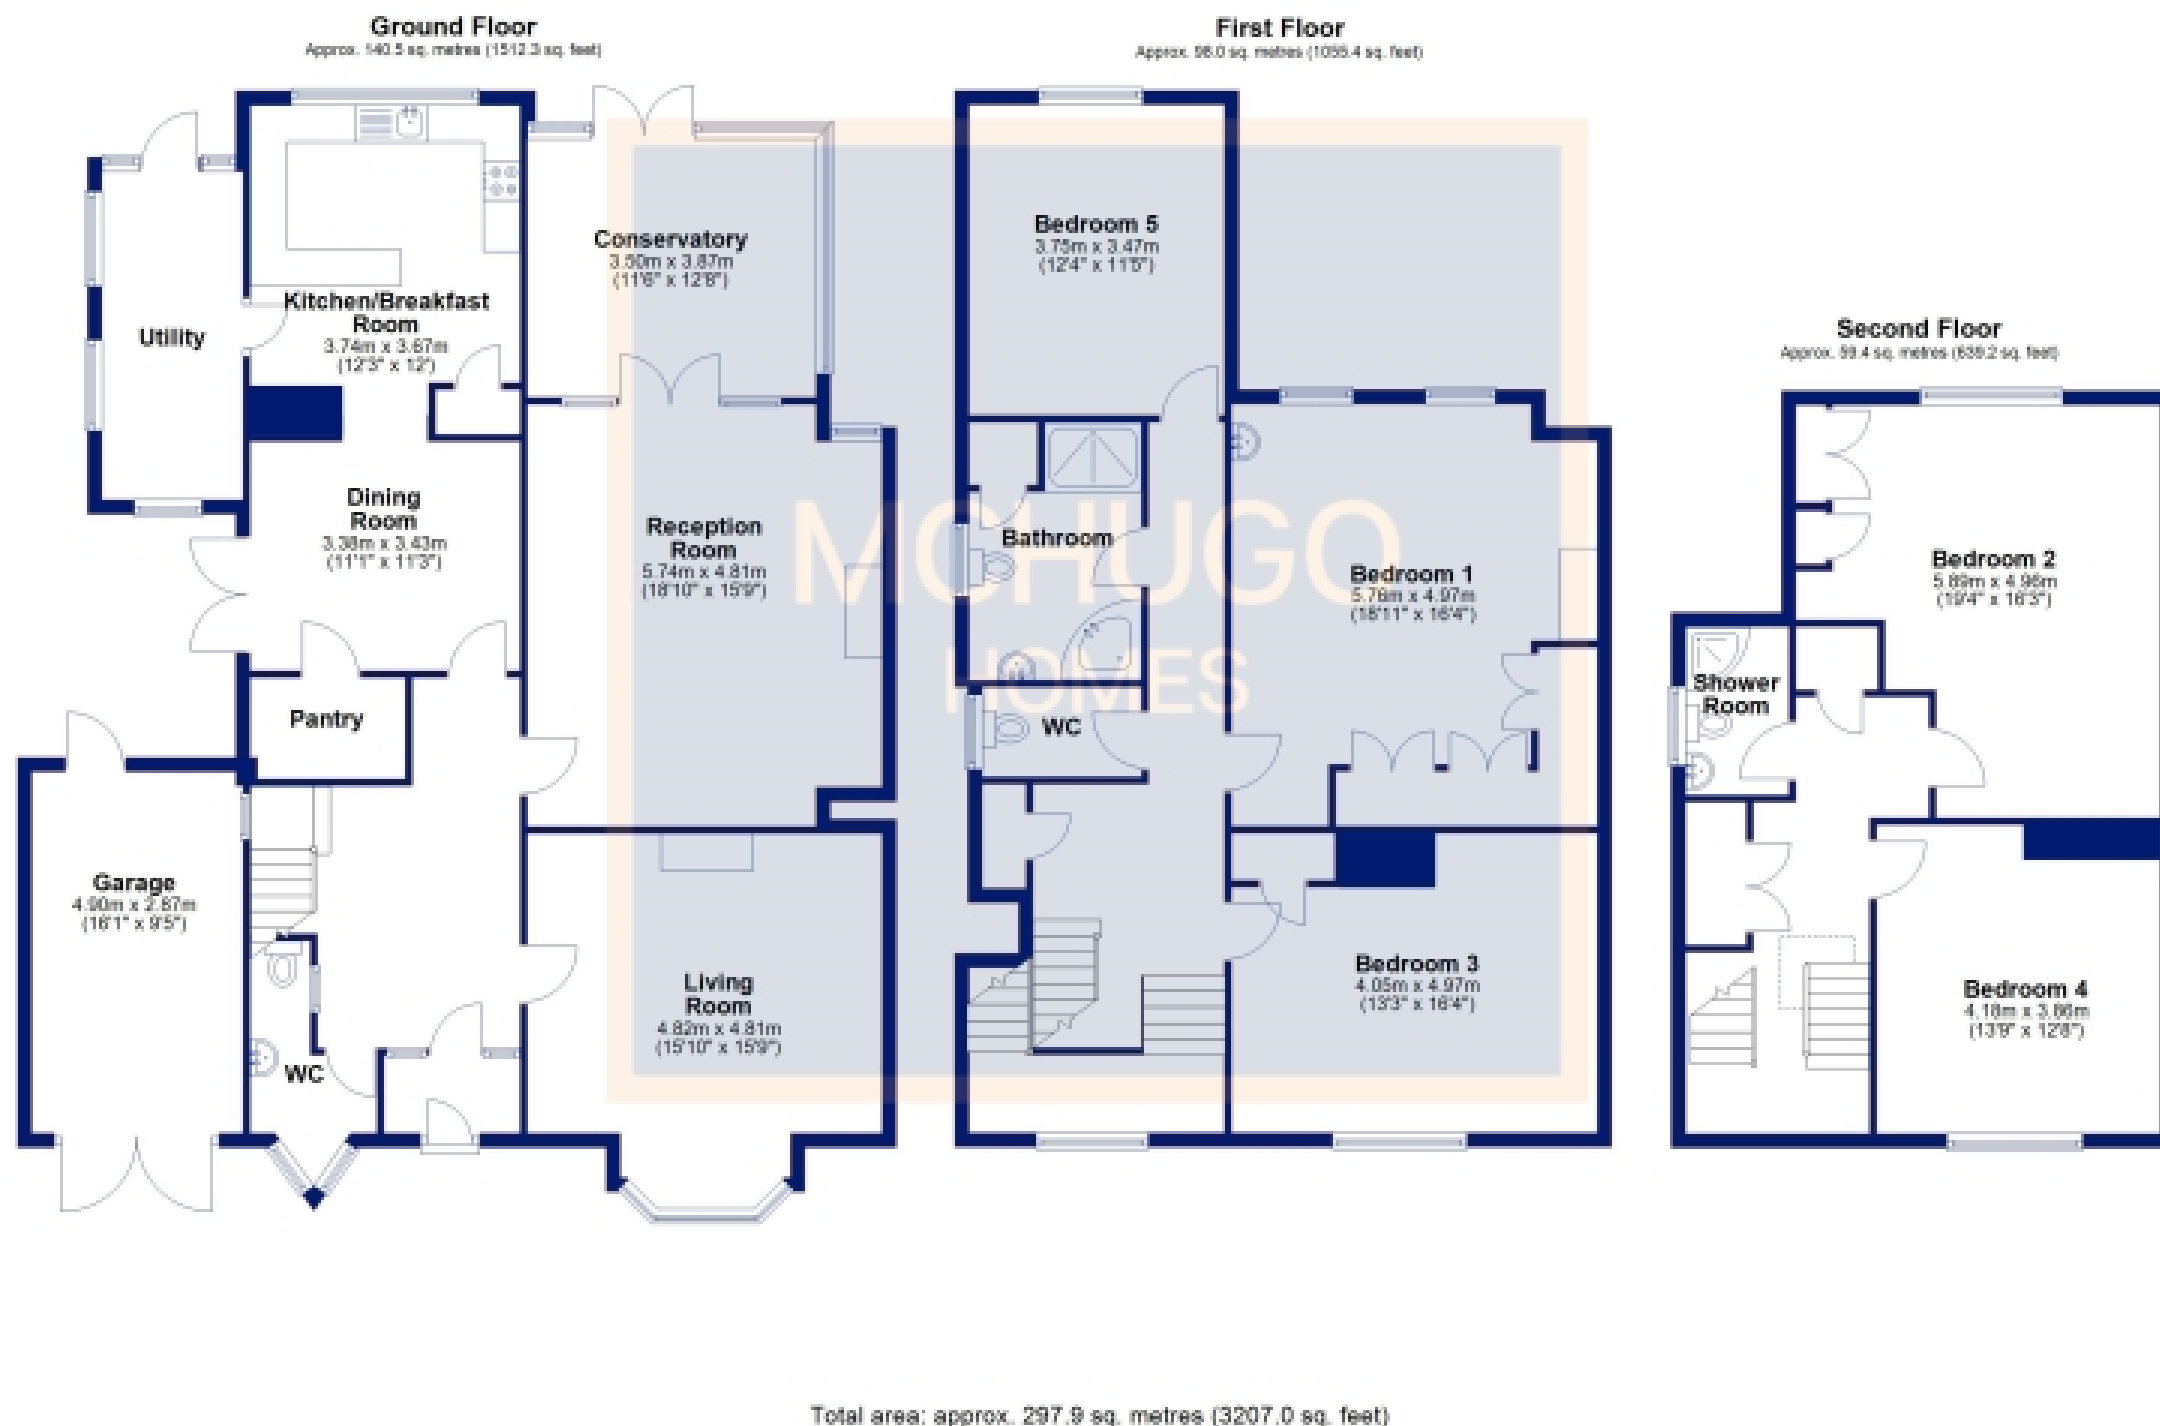 Ground Floor
Approx. 140.5 sq. metres (1512.3 sq. feet)
Kitchen/Breakfast
Room
3.74m x 3.67m
(12'3" x 12')
Conservatory
3.50m x 3.87m
(11'6" x 12'8")
Utility
Dining
Room
3.38m x 3.43m
(11'1" x 11'3")
Reception
Room
5.74m x 4.81m
(18'10" x 15'9")
Pantry
Garage
4.90m x 2.87m
(16'1" x 9'5")
Living
Room
4.82m x 4.81m
(15'10" x 15'9")
WC
First Floor
Approx. 98.0 sq. metres (1055.4 sq. feet)
Bedroom 5
3.75m x 3.47m
(12'4" x 11'5")
Bathroom
Bedroom 1
5.76m x 4.97m
(18'11" x 16'4")
WC
Bedroom 3
4.05m x 4.97m
(13'3" x 16'4")
Second Floor
Approx. 59.4 sq. metres (639.2 sq. feet)
Bedroom 2
5.89m x 4.96m
(19'4" x 16'3")
Shower
Room
Bedroom 4
4.18m x 3.86m
(13'9" x 12'8")
MCHUGO
HOMES
Total area: approx. 297.9 sq. metres (3207.0 sq. feet)